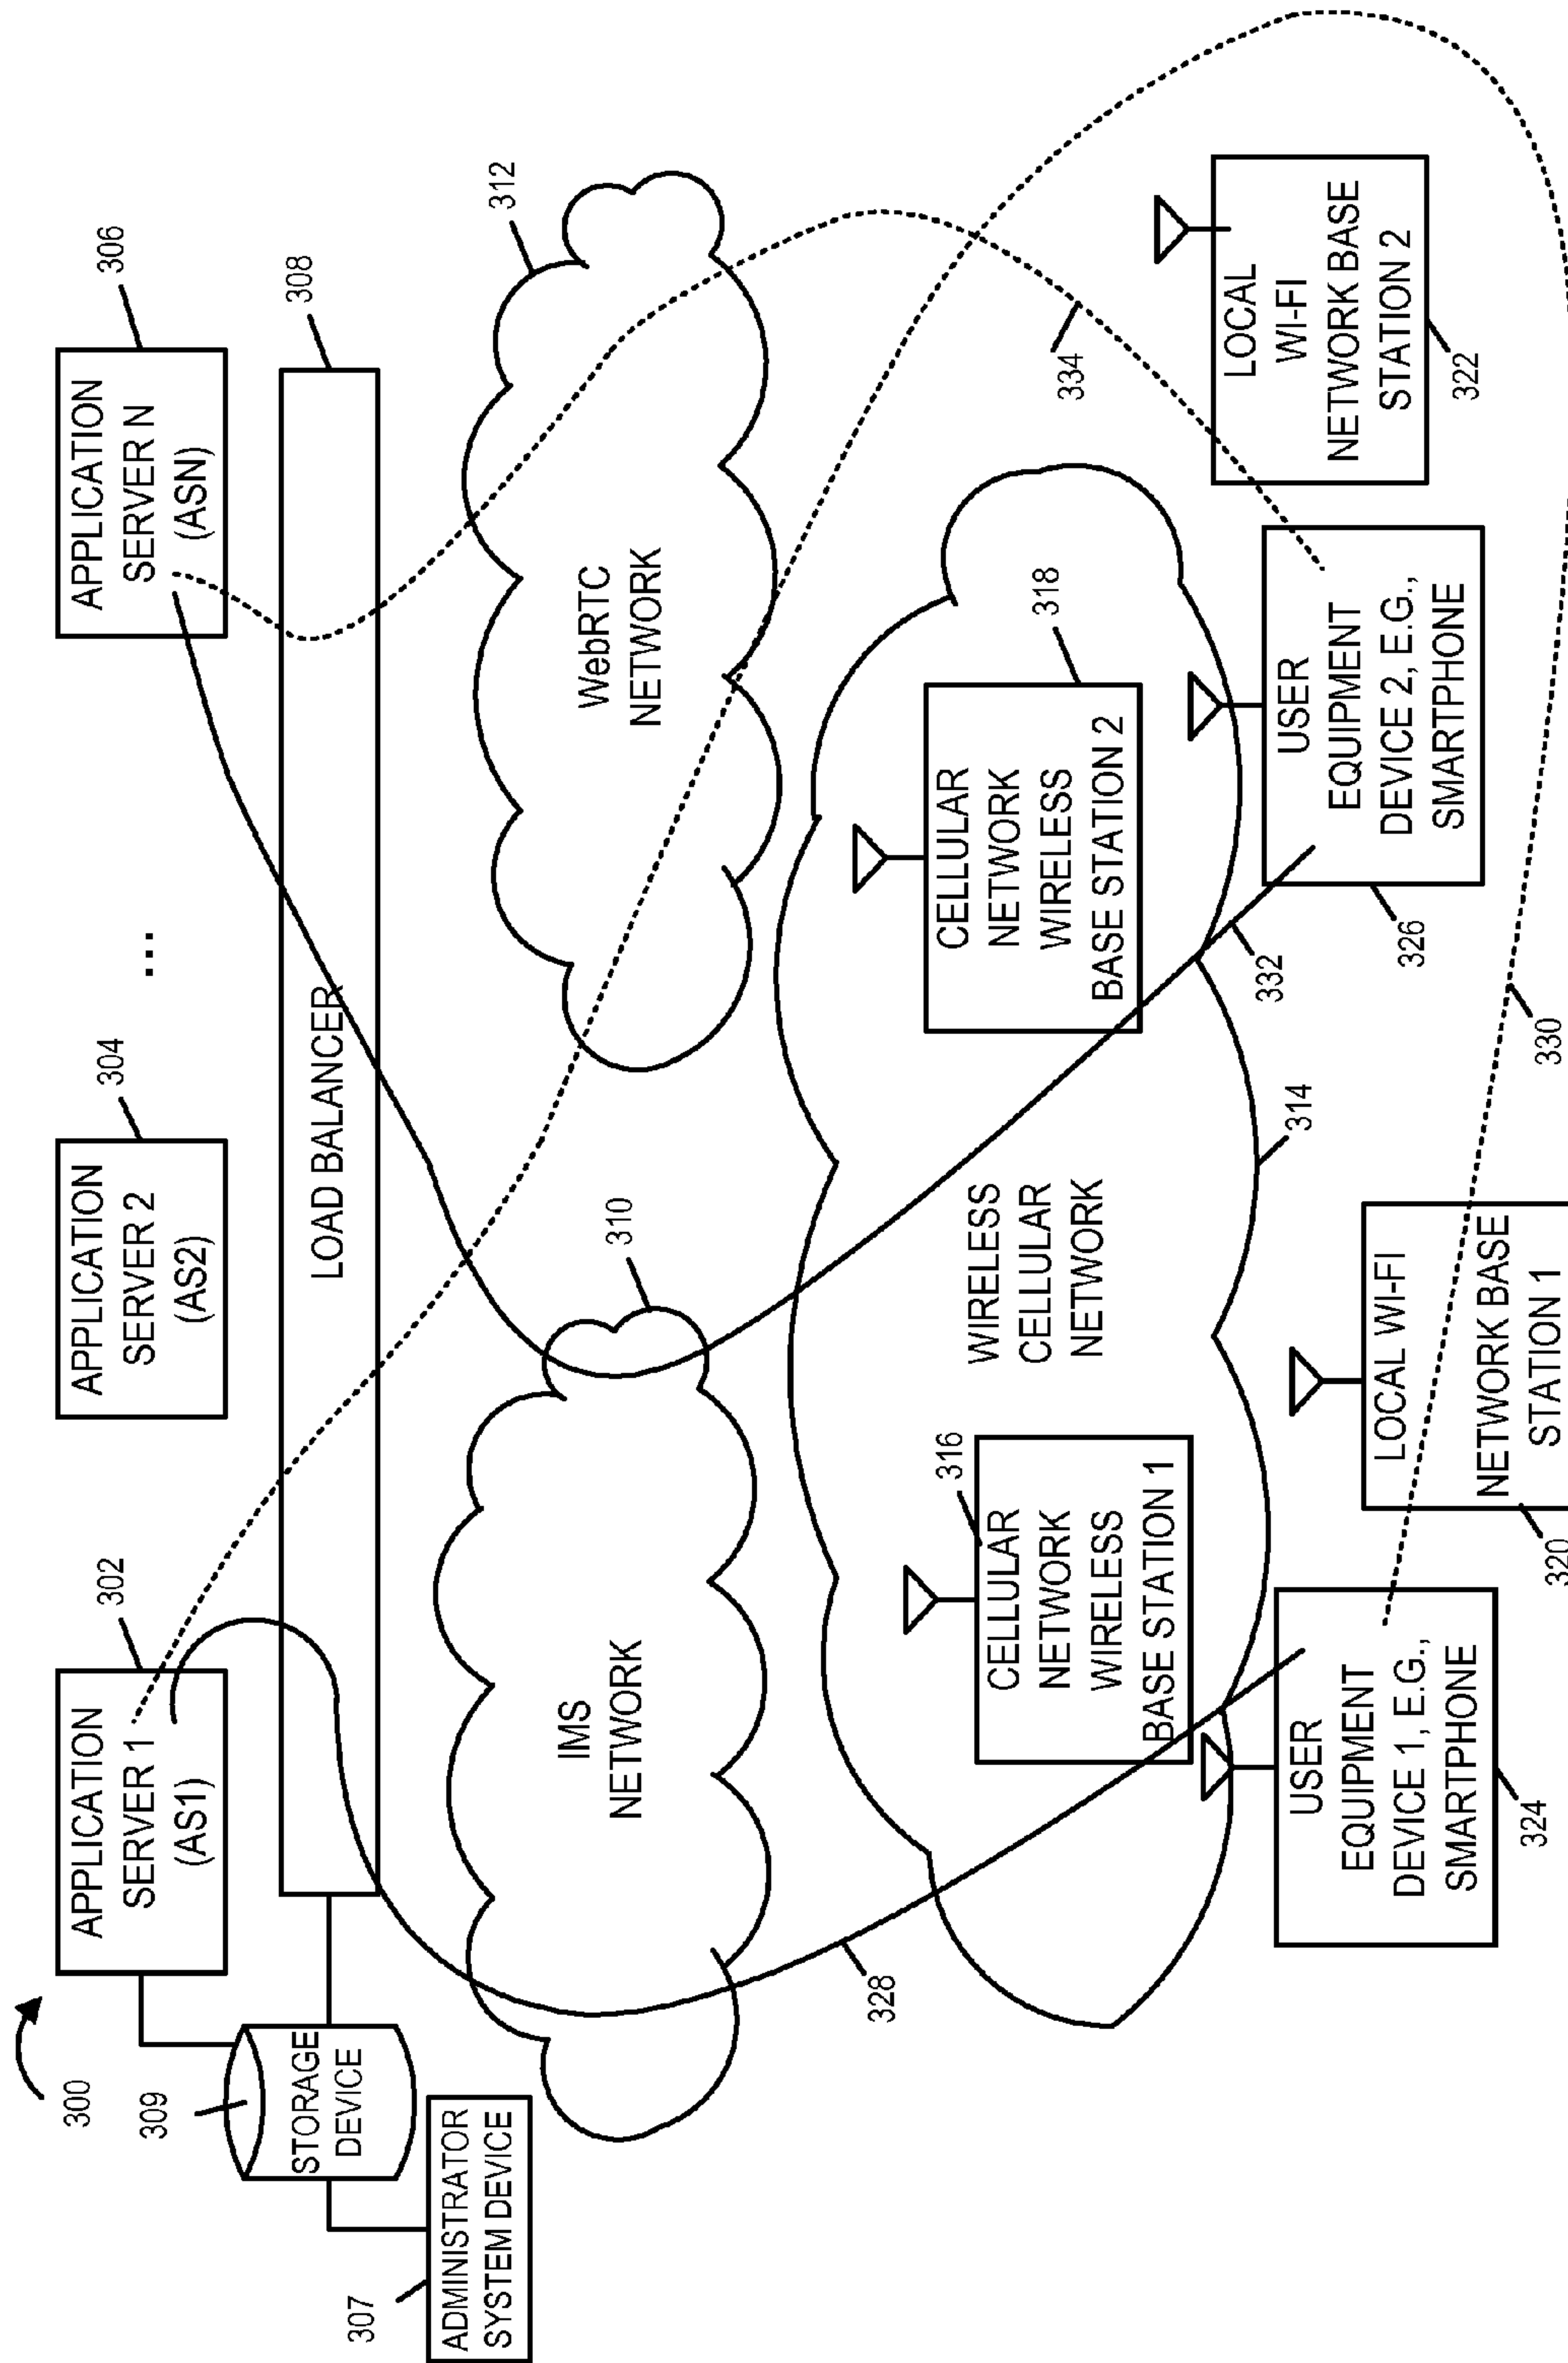 300
309
STORAGE
DEVICE
307
ADMINISTRATOR
SYSTEM DEVICE
302
APPLICATION
SERVER 1
(AS1)
304
APPLICATION
SERVER 2
(AS2)
...
306
APPLICATION
SERVER N
(ASN)
LOAD BALANCER
308
310
IMS
NETWORK
312
WebRTC
NETWORK
328
316
CELLULAR
NETWORK
WIRELESS
BASE STATION 1
WIRELESS
CELLULAR
NETWORK
318
CELLULAR
NETWORK
WIRELESS
BASE STATION 2
334
314
332
USER
EQUIPMENT
DEVICE 1, E.G.,
SMARTPHONE
324
LOCAL WI-FI
NETWORK BASE
STATION 1
320
330
USER
EQUIPMENT
DEVICE 2, E.G.,
SMARTPHONE
326
LOCAL
WI-FI
NETWORK BASE
STATION 2
322